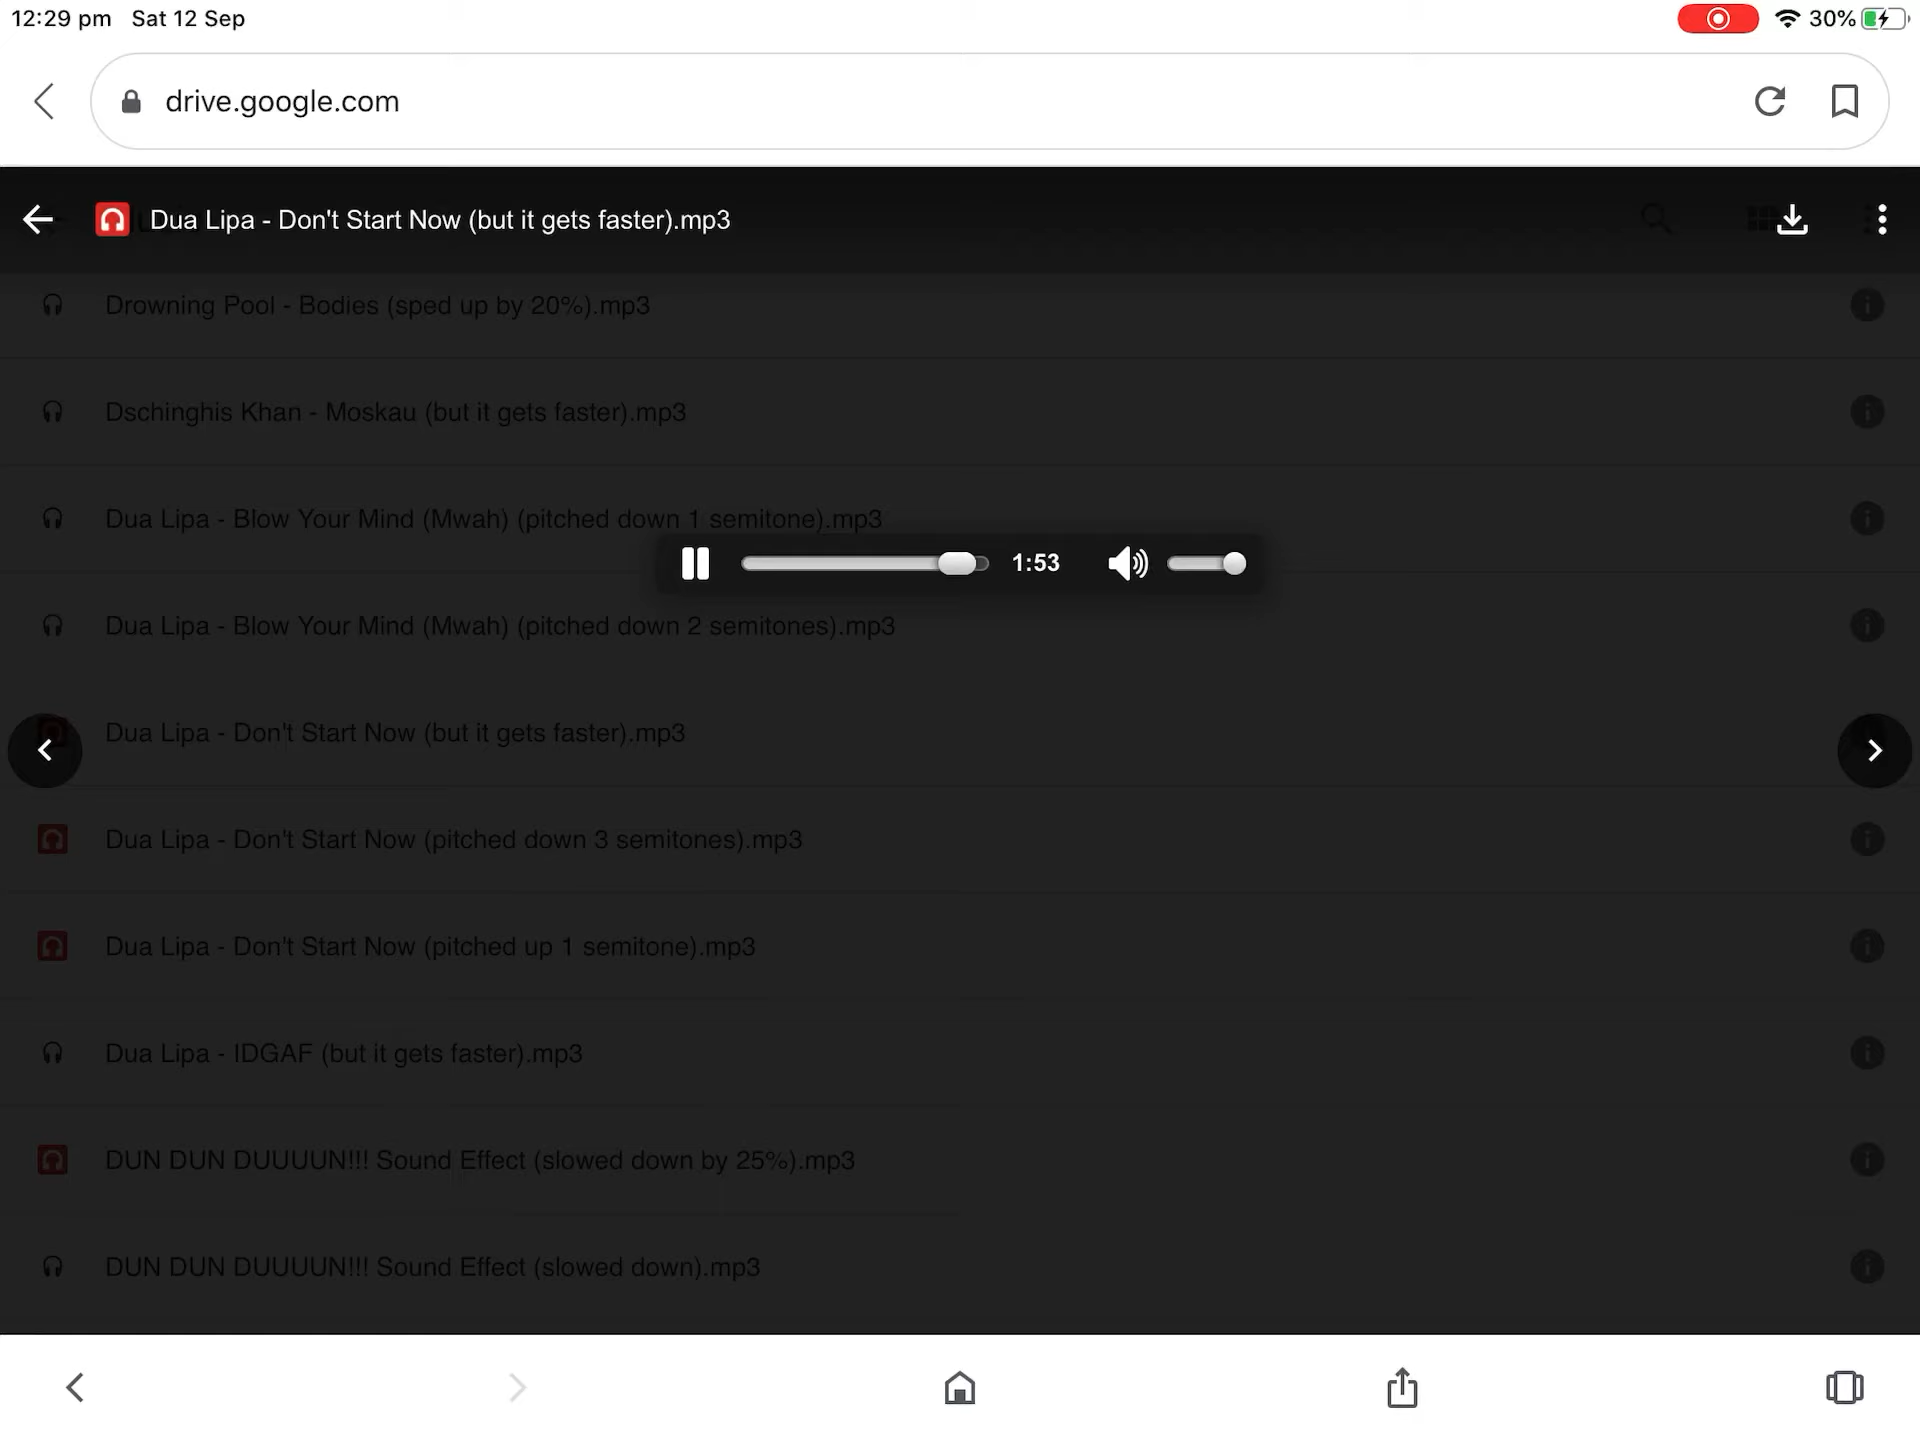 12:29 pm Sat 12 Sep 30%
drive.google.com
Dua Lipa - Don't Start Now (but it gets faster).mp3
Drowning Pool - Bodies (sped up by 20%).mp3
Dschinghis Khan - Moskau (but it gets faster).mp3
Dua Lipa - Blow Your Mind (Mwah) (pitched down 1 semitone).mp3
1:53
Dua Lipa - Blow Your Mind (Mwah) (pitched down 2 semitones).mp3
Dua Lipa - Don't Start Now (but it gets faster).mp3
Dua Lipa - Don't Start Now (pitched down 3 semitones).mp3
Dua Lipa - Don't Start Now (pitched up 1 semitone).mp3
Dua Lipa - IDGAF (but it gets faster).mp3
DUN DUN DUUUUN!!! Sound Effect (slowed down by 25%).mp3
DUN DUN DUUUUN!!! Sound Effect (slowed down).mp3